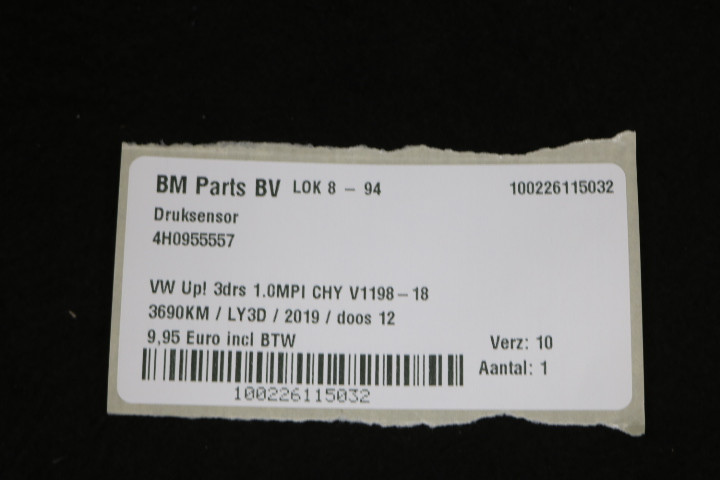 BM Parts BV LOK 8 - 94 100226115032
Druksensor
4H0955557
VW Up! 3drs 1.0MPI CHY V1198-18
3690KM / LY3D / 2019 / doos 12
9,95 Euro incl BTW Verz: 10
Aantal: 1
100226115032